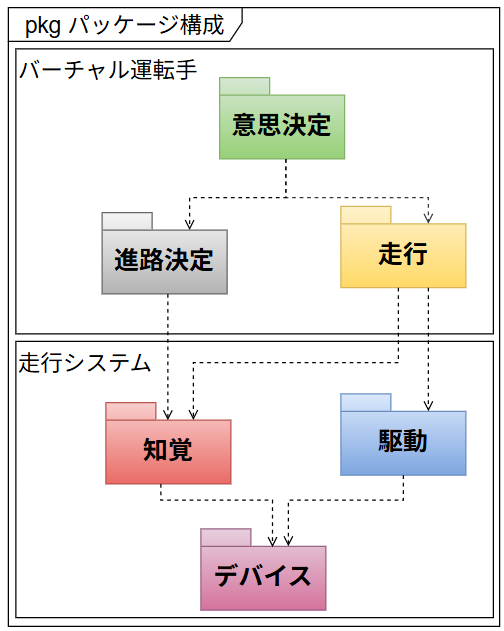 pkg パッケージ構成
バーチャル運転手
意思決定
進路決定
走行
走行システム
知覚
駆動
デバイス